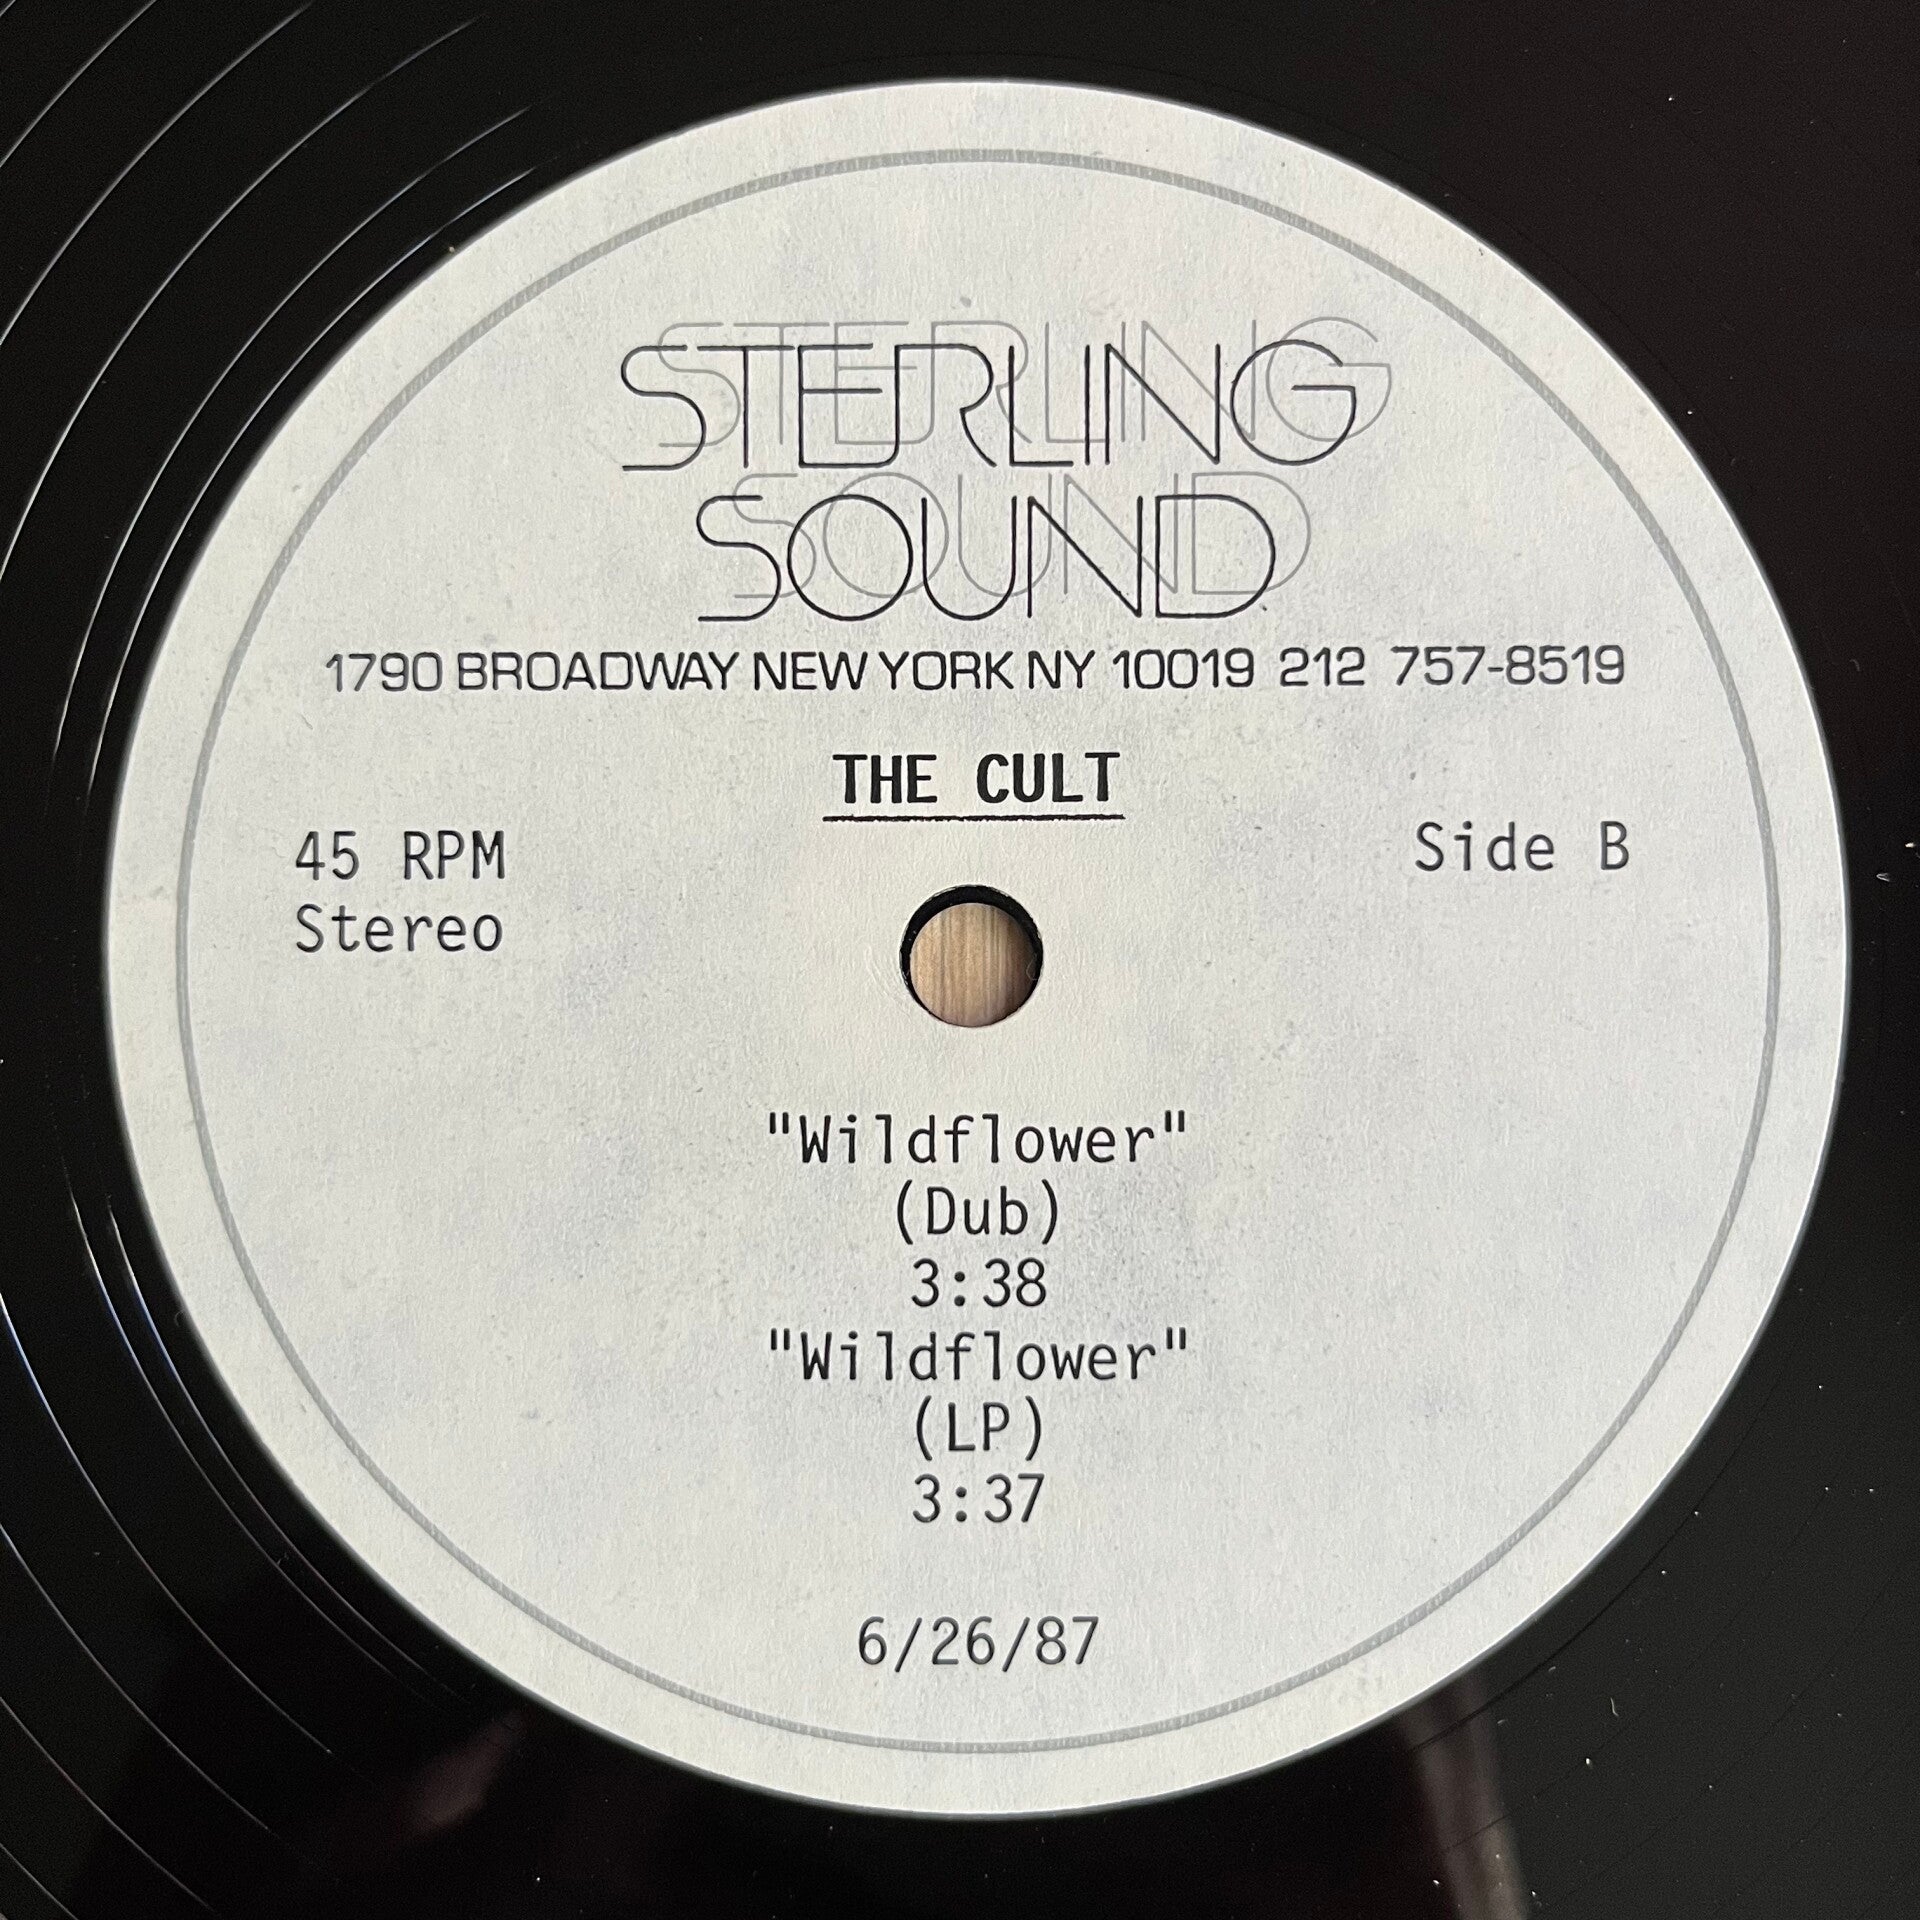 STERLING
SOUND
1790 BROADWAY NEW YORK NY 10019 212 757-8519
THE CULT
45 RPM
Side B
Stereo
"Wildflower"
(Dub)
3:38
"Wildflower"
(LP)
3:37
6/26/87